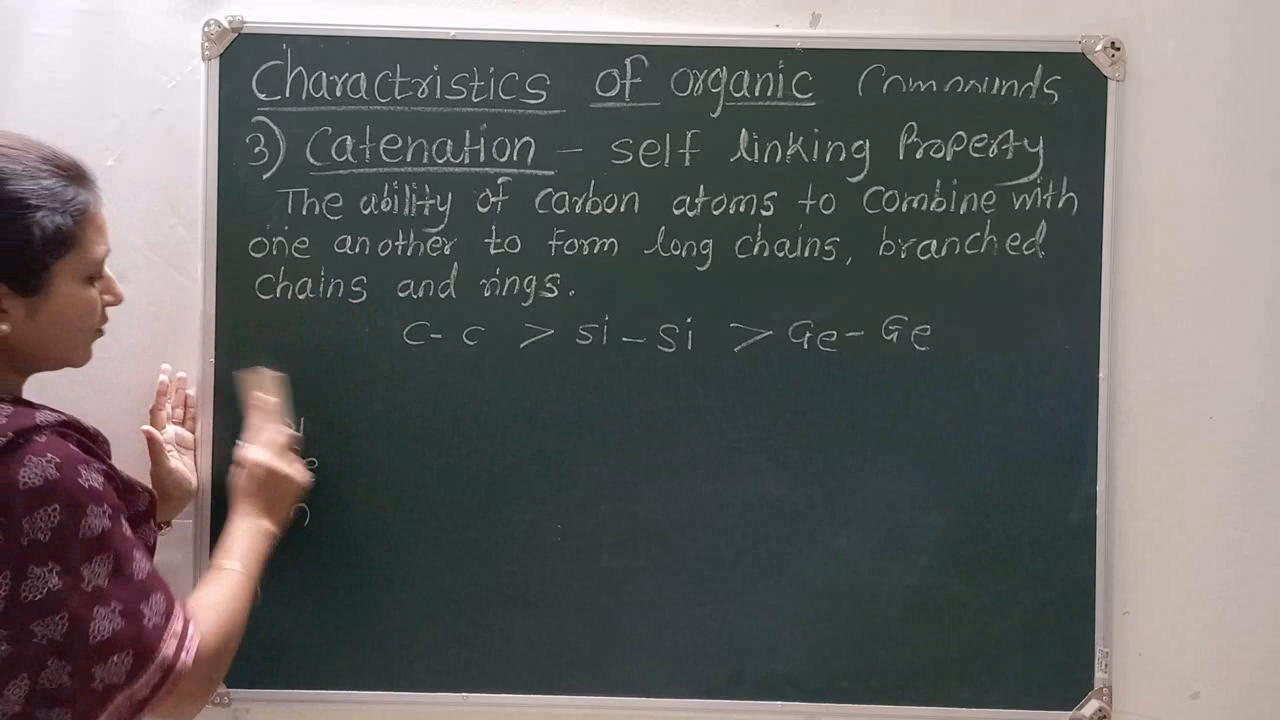 Charactristics of organic Compounds
3) Catenation - self linking Property
The ability of carbon atoms to combine with
one another to form long chains, branched
chains and rings.
C-C > Si-Si > Ge-Ge